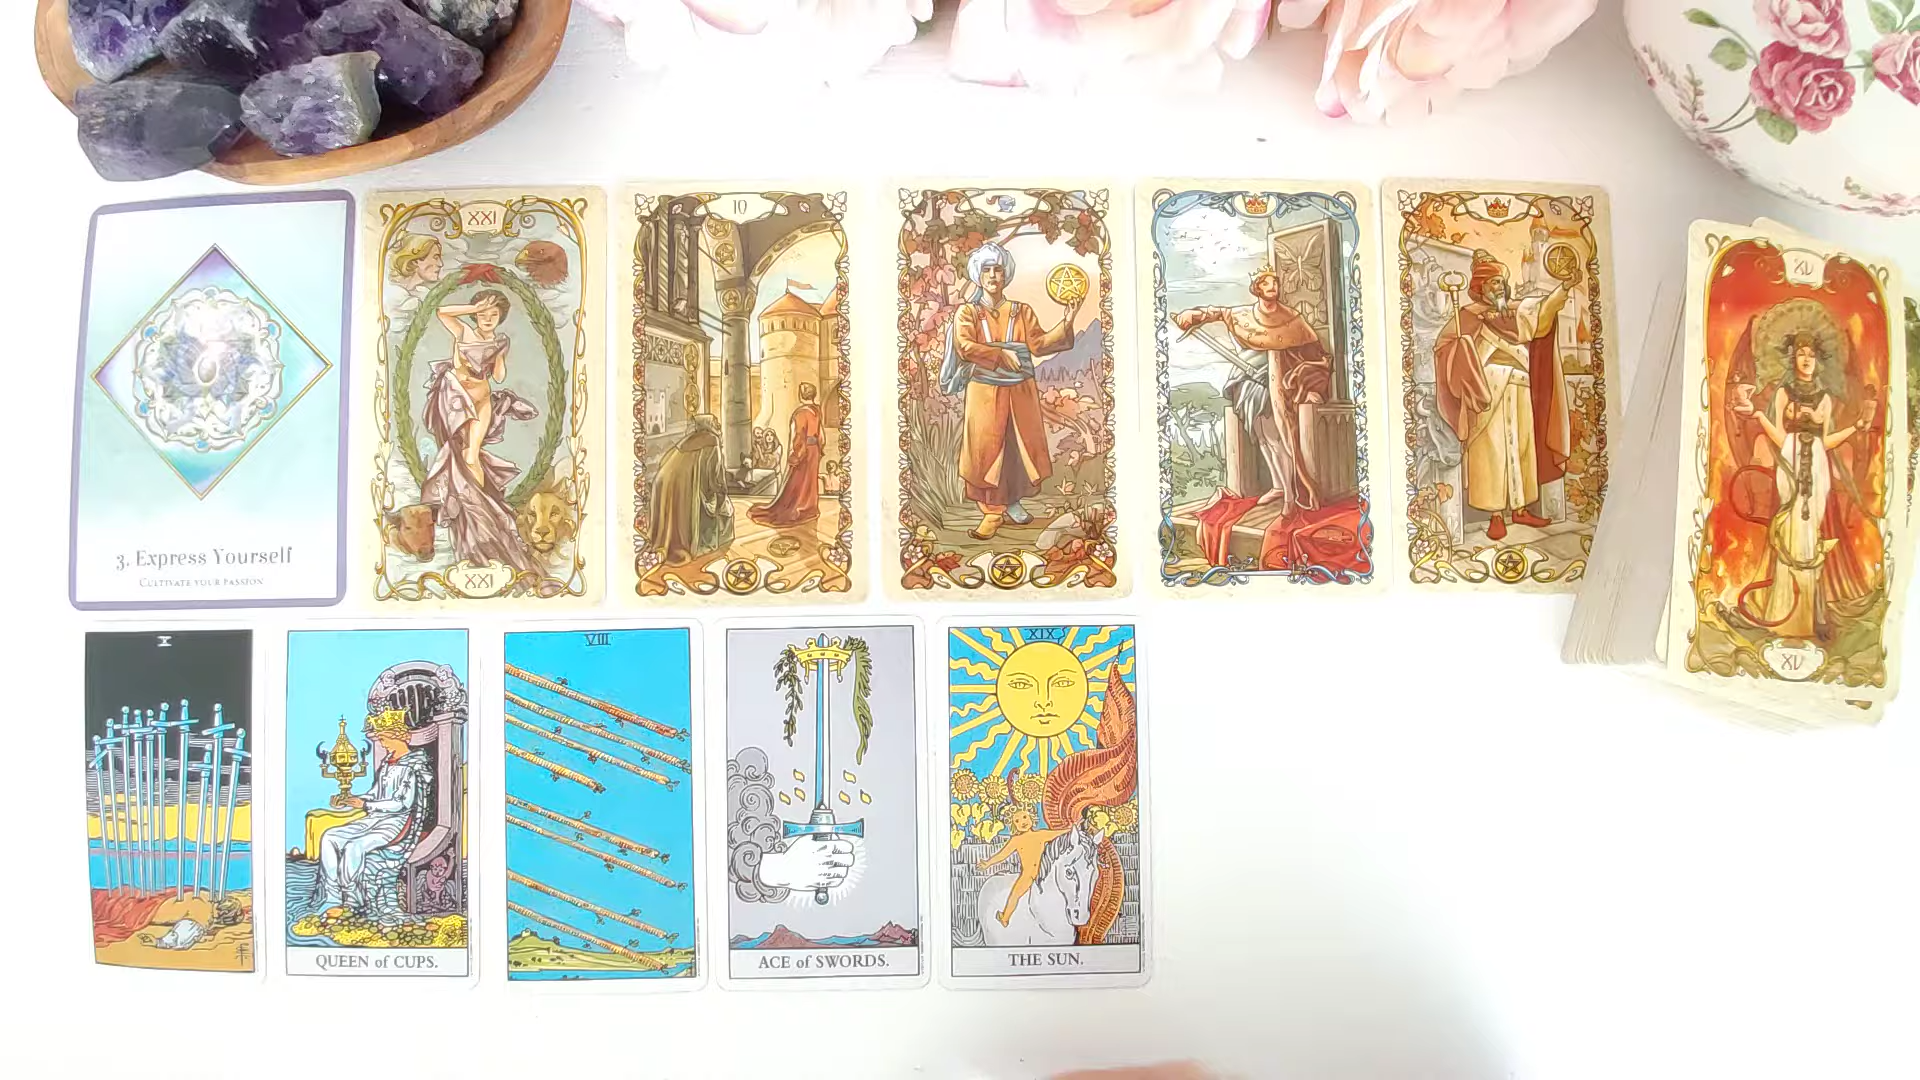 3. Express Yourself
Cultivate your passion
XXI
XXI
10
XV
XV
X
QUEEN of CUPS.
VIII
ACE of SWORDS.
XIX
THE SUN.